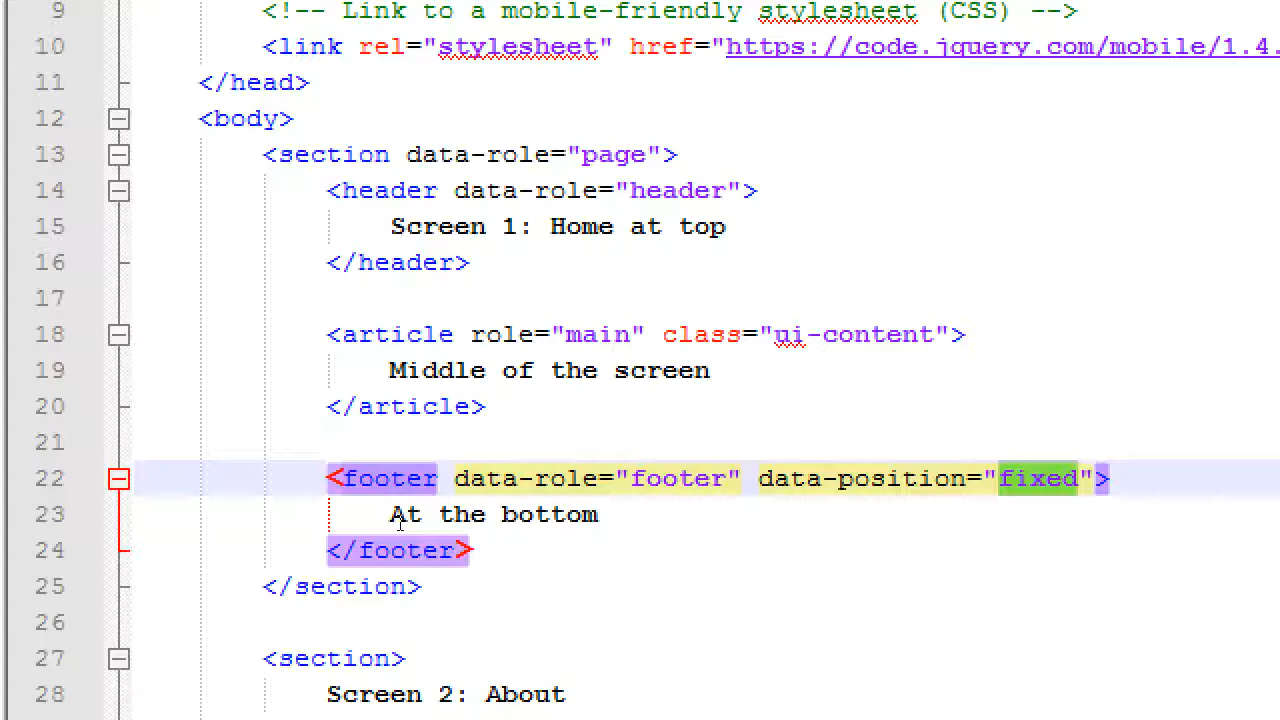 9 <!-- Link to a mobile-friendly stylesheet (CSS) -->
10 <link rel="stylesheet" href="https://code.jquery.com/mobile/1.4.
11 </head>
12 <body>
13 <section data-role="page">
14 <header data-role="header">
15 Screen 1: Home at top
16 </header>
17
18 <article role="main" class="ui-content">
19 Middle of the screen
20 </article>
21
22 <footer data-role="footer" data-position="fixed">
23 At the bottom
24 </footer>
25 </section>
26
27 <section>
28 Screen 2: About